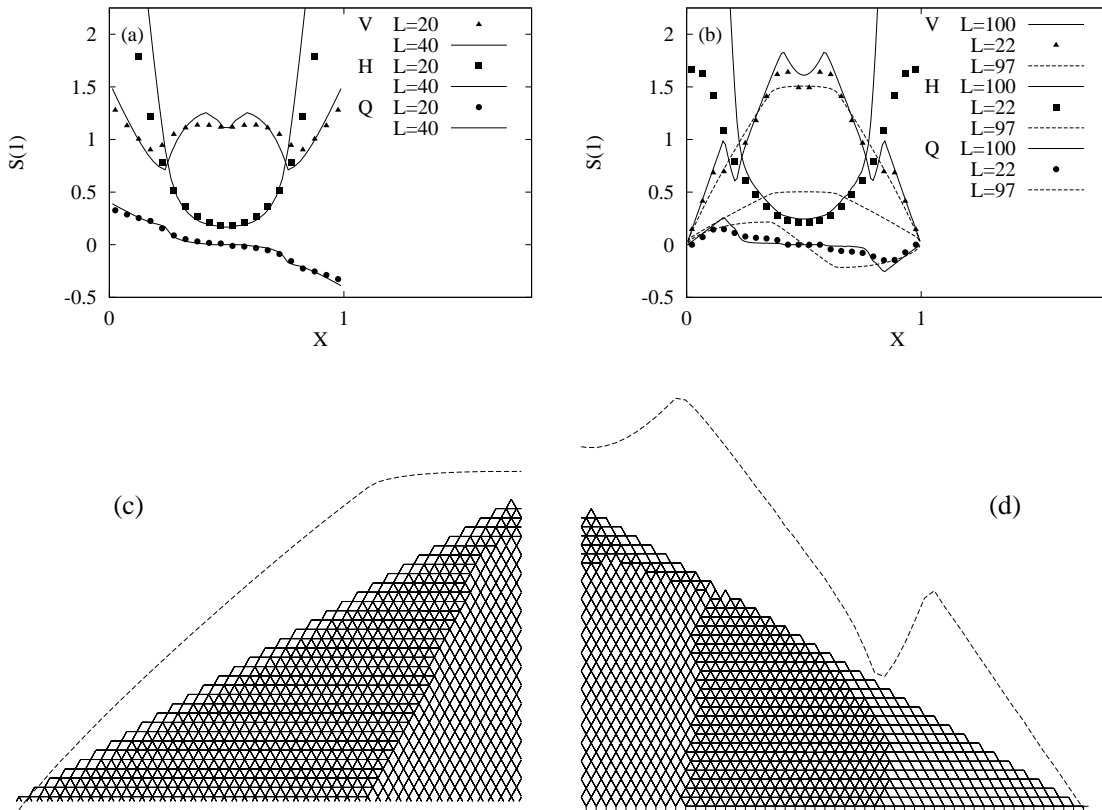 (a)
V L=20
L=40
H L=20
L=40
Q L=20
L=40
2
1.5
1
0.5
0
-0.5
S(1)
0 1
X
(b)
V L=100
L=22
L=97
H L=100
L=22
L=97
Q L=100
L=22
L=97
2
1.5
1
0.5
0
-0.5
S(1)
0 1
X
(c)
(d)